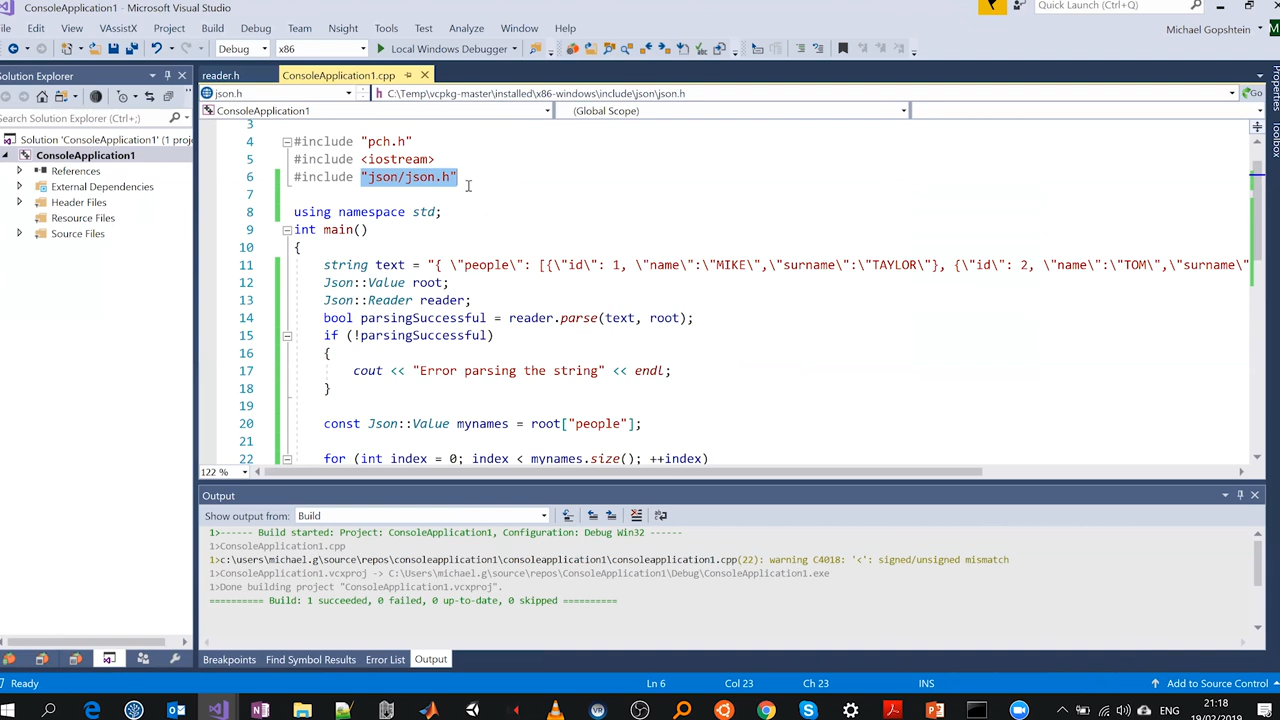 ConsoleApplication1 - Microsoft Visual Studio
Quick Launch (Ctrl+Q)
File Edit View VAssistX Project Build Debug Team Nsight Tools Test Analyze Window Help
Michael Gopshtein
Debug x86 Local Windows Debugger
Solution Explorer
reader.h ConsoleApplication1.cpp
json.h C:\Temp\vcpkg-master\installed\x86-windows\include\json\json.h Go
ConsoleApplication1 (Global Scope)
Search Solution Explorer (Ctrl+;)
Solution 'ConsoleApplication1' (1 proj
ConsoleApplication1
References
External Dependencies
Header Files
Resource Files
Source Files
Properties
Toolbox
3
4 #include "pch.h"
5 #include <iostream>
6 #include "json/json.h"
7
8 using namespace std;
9 int main()
10 {
11 string text = "{ \"people\": [{\"id\": 1, \"name\":\"MIKE\",\"surname\":\"TAYLOR\"}, {\"id\": 2, \"name\":\"TOM\",\"surname\"
12 Json::Value root;
13 Json::Reader reader;
14 bool parsingSuccessful = reader.parse(text, root);
15 if (!parsingSuccessful)
16 {
17 cout << "Error parsing the string" << endl;
18 }
19
20 const Json::Value mynames = root["people"];
21
22 for (int index = 0; index < mynames.size(); ++index)
122 %
Output
Show output from: Build
1>------ Build started: Project: ConsoleApplication1, Configuration: Debug Win32 ------
1>ConsoleApplication1.cpp
1>c:\users\michael.g\source\repos\consoleapplication1\consoleapplication1\consoleapplication1.cpp(22): warning C4018: '<': signed/unsigned mismatch
1>ConsoleApplication1.vcxproj -> C:\Users\michael.g\source\repos\ConsoleApplication1\Debug\ConsoleApplication1.exe
1>Done building project "ConsoleApplication1.vcxproj".
========== Build: 1 succeeded, 0 failed, 0 up-to-date, 0 skipped ==========
Breakpoints Find Symbol Results Error List Output
Ready Ln 6 Col 23 Ch 23 INS Add to Source Control
ENG
21:18
19/02/2019